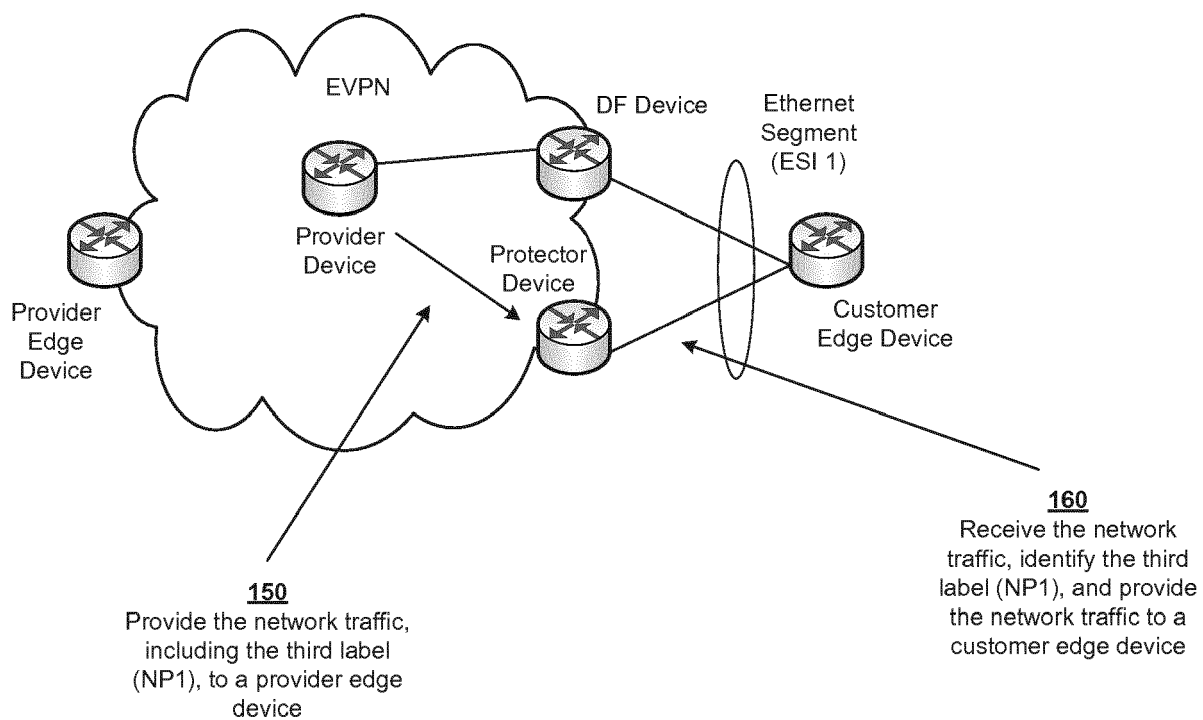 EVPN
DF Device
Ethernet
Segment
(ESI 1)
Provider
Device
Protector
Device
Provider
Edge
Device
Customer
Edge Device
150
Provide the network traffic,
including the third label
(NP1), to a provider edge
device
160
Receive the network
traffic, identify the third
label (NP1), and provide
the network traffic to a
customer edge device